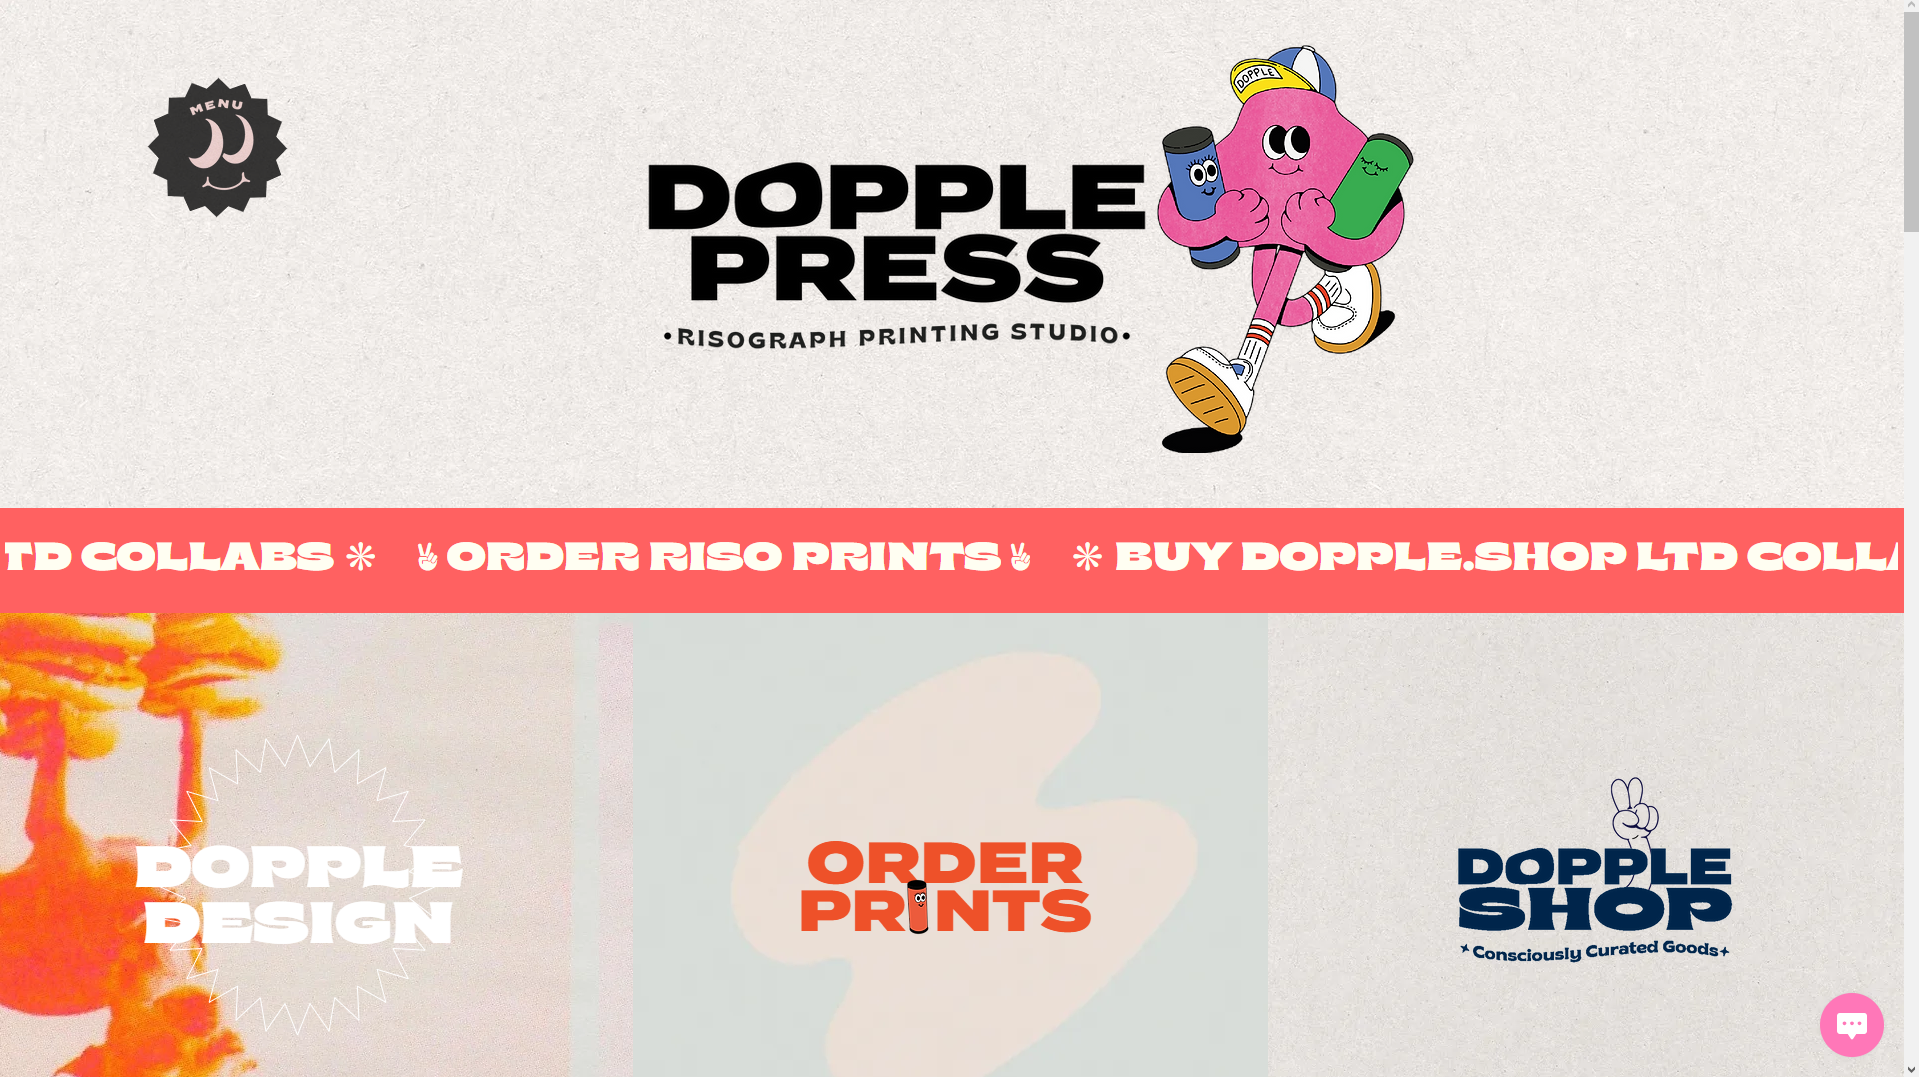 MENU
DOPPLE
DOPPLE
PRESS
•RISOGRAPH PRINTING STUDIO•
TD COLLABS ✳ ✌ORDER RISO PRINTS✌ ✳ BUY DOPPLE.SHOP LTD COLLA
DOPPLE
DESIGN
ORDER
PRINTS
DOPPLE
SHOP
Consciously Curated Goods